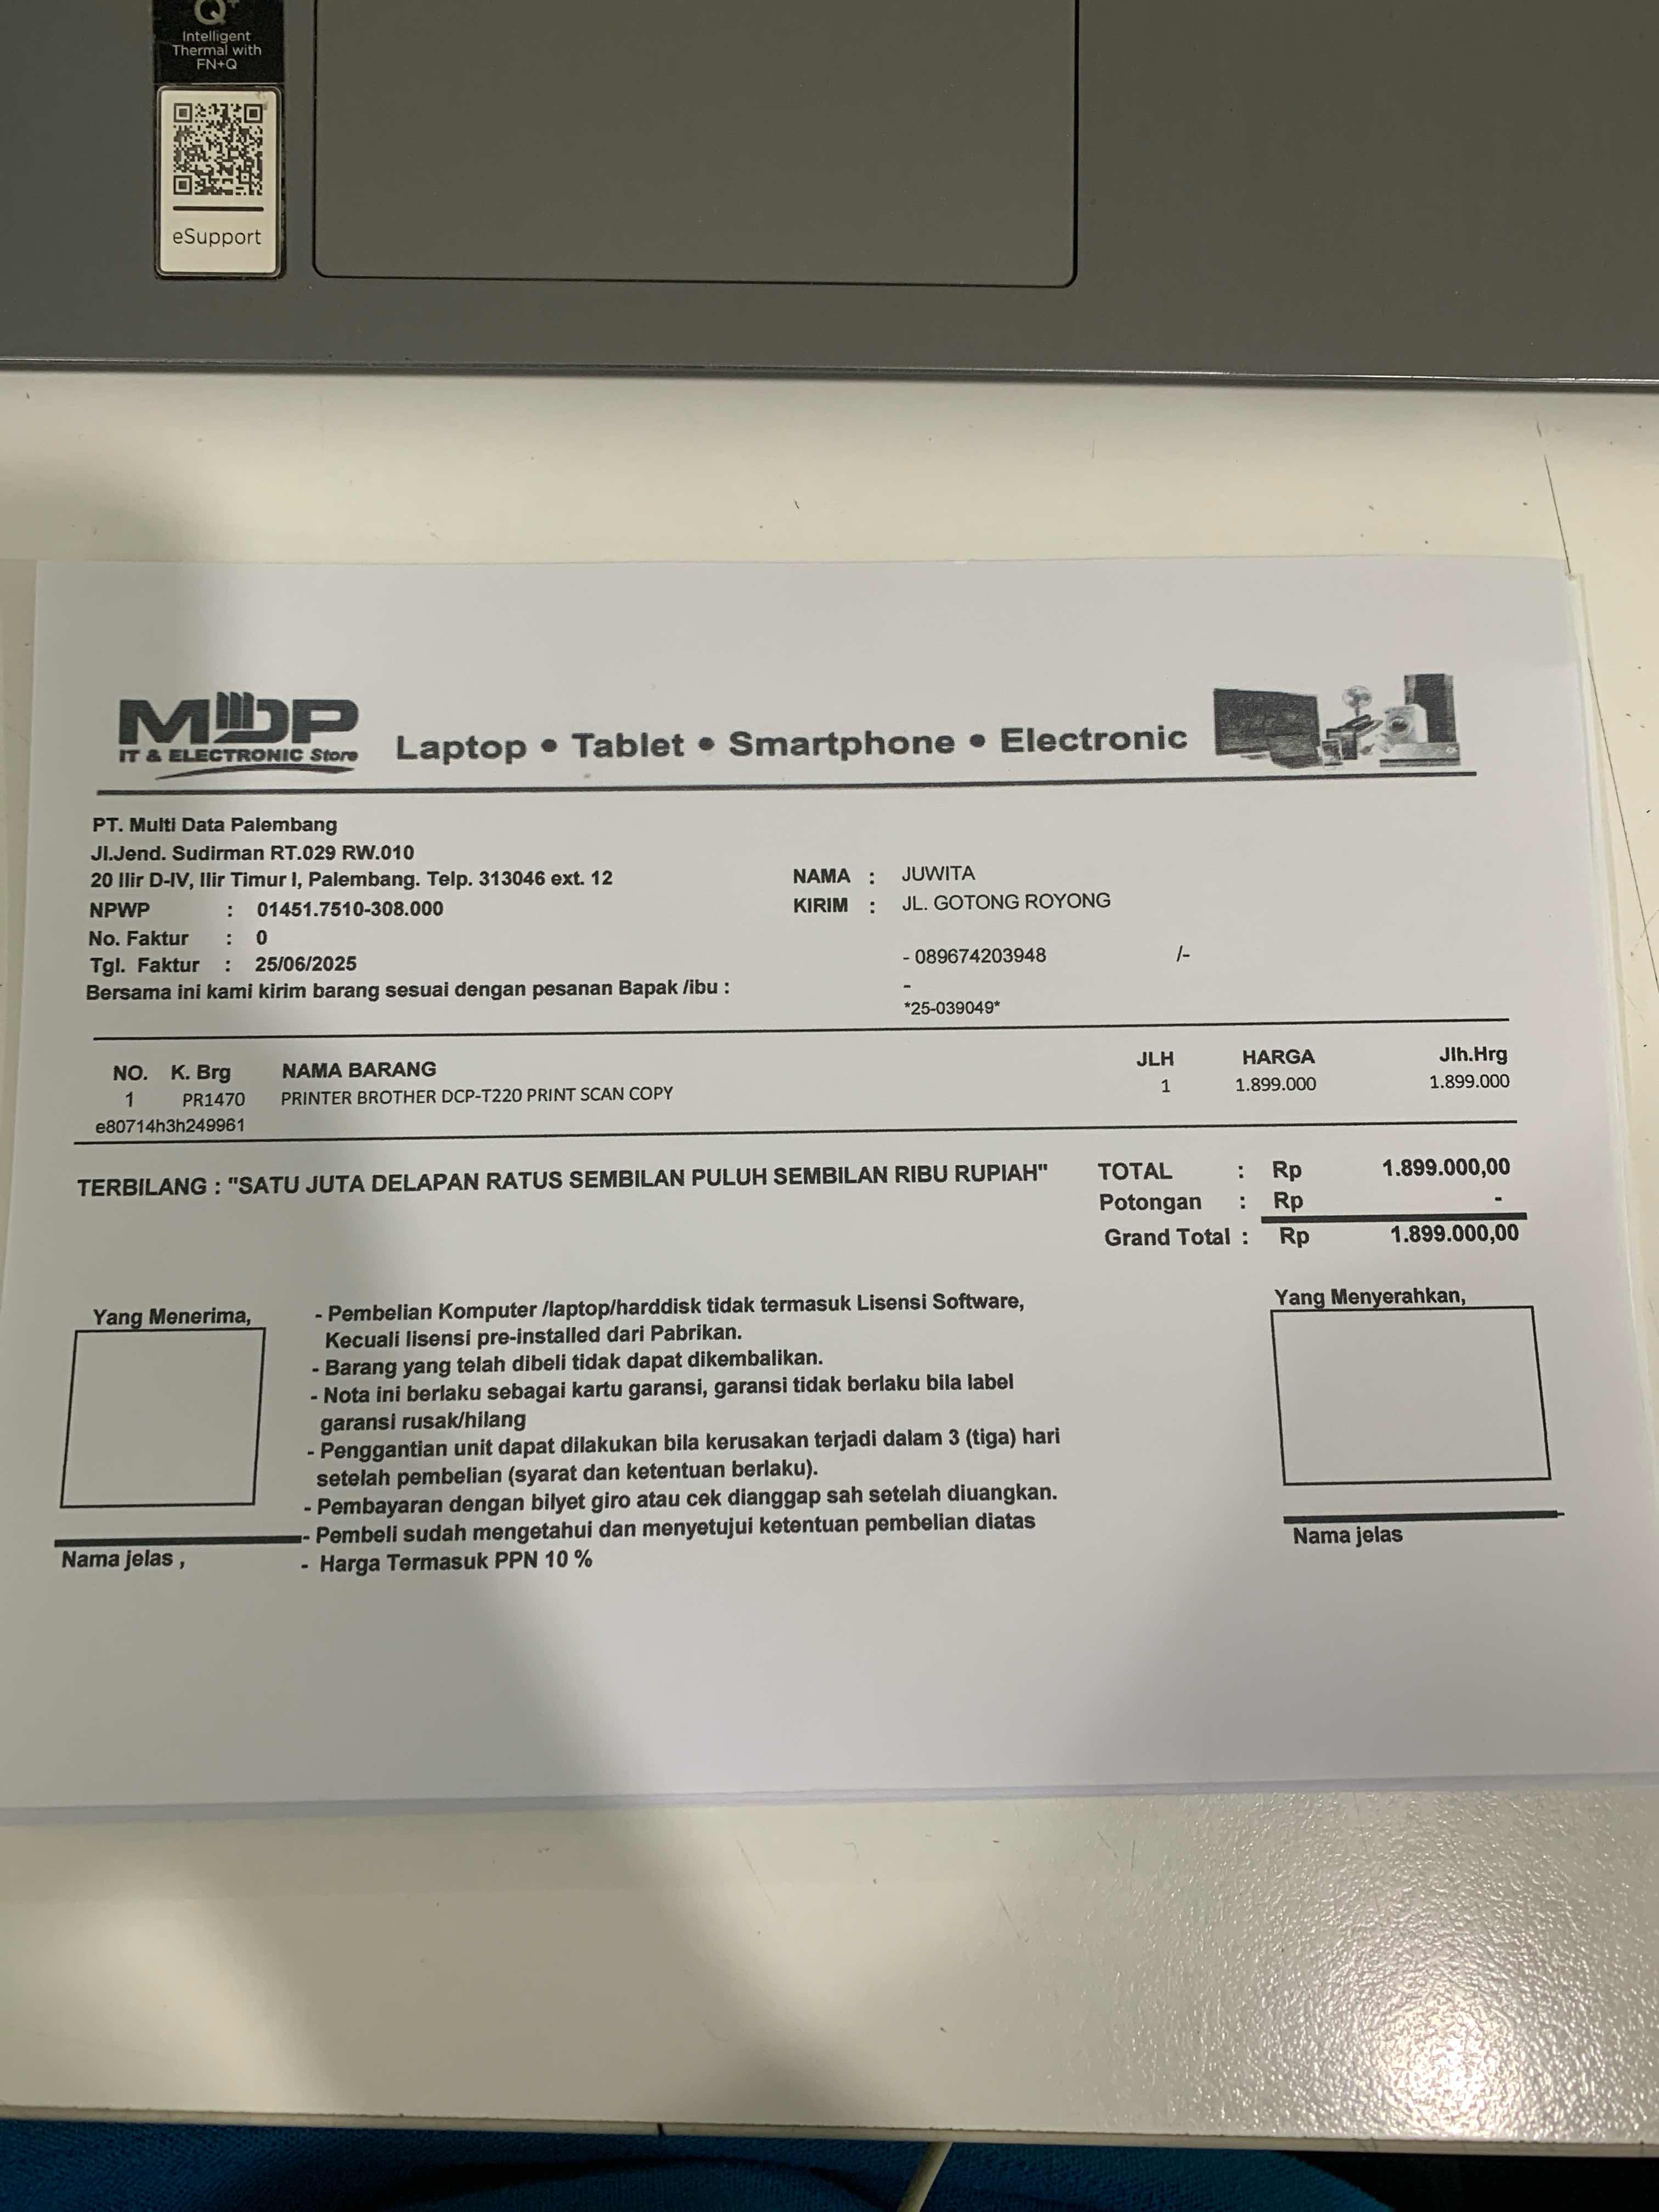 Q+
Intelligent
Thermal with
FN+Q
eSupport
MDP
IT & ELECTRONIC Store
Laptop • Tablet • Smartphone • Electronic
PT. Multi Data Palembang
Jl.Jend. Sudirman RT.029 RW.010
20 Ilir D-IV, Ilir Timur I, Palembang. Telp. 313046 ext. 12
NPWP : 01451.7510-308.000
No. Faktur : 0
Tgl. Faktur : 25/06/2025
Bersama ini kami kirim barang sesuai dengan pesanan Bapak /ibu :
NAMA : JUWITA
KIRIM : JL. GOTONG ROYONG
- 089674203948 /-
-
*25-039049*
NO. K. Brg NAMA BARANG JLH HARGA Jlh.Hrg
1 PR1470 PRINTER BROTHER DCP-T220 PRINT SCAN COPY 1 1.899.000 1.899.000
e80714h3h249961
TERBILANG : "SATU JUTA DELAPAN RATUS SEMBILAN PULUH SEMBILAN RIBU RUPIAH"
TOTAL : Rp 1.899.000,00
Potongan : Rp -
Grand Total : Rp 1.899.000,00
Yang Menerima,
Nama jelas ,
- Pembelian Komputer /laptop/harddisk tidak termasuk Lisensi Software,
Kecuali lisensi pre-installed dari Pabrikan.
- Barang yang telah dibeli tidak dapat dikembalikan.
- Nota ini berlaku sebagai kartu garansi, garansi tidak berlaku bila label
garansi rusak/hilang
- Penggantian unit dapat dilakukan bila kerusakan terjadi dalam 3 (tiga) hari
setelah pembelian (syarat dan ketentuan berlaku).
- Pembayaran dengan bilyet giro atau cek dianggap sah setelah diuangkan.
- Pembeli sudah mengetahui dan menyetujui ketentuan pembelian diatas
- Harga Termasuk PPN 10 %
Yang Menyerahkan,
Nama jelas